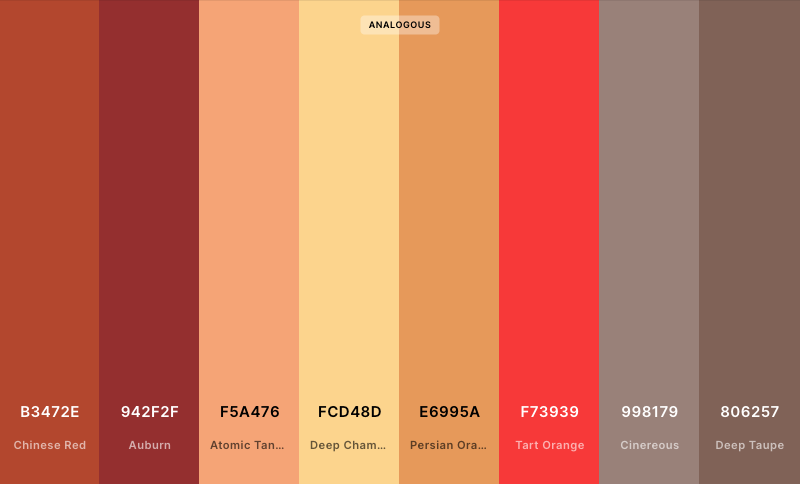 ANALOGOUS
B3472E 942F2F F5A476 FCD48D E6995A F73939 998179 806257
Chinese Red Auburn Atomic Tan... Deep Cham... Persian Ora... Tart Orange Cinereous Deep Taupe